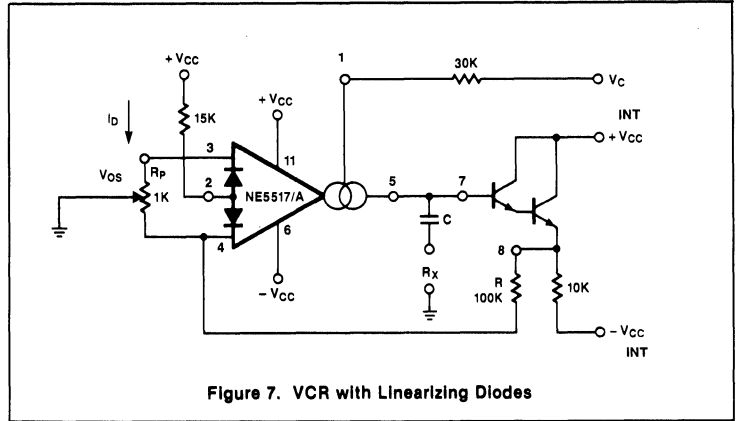 1
30K
VC
+ VCC
INT
+ VCC
ID
15K
+ VCC
3
11
VOS
RP
2
1K
NE5517/A
5
7
4
6
C
8
RX
R
100K
10K
- VCC
- VCC
INT
Figure 7. VCR with Linearizing Diodes